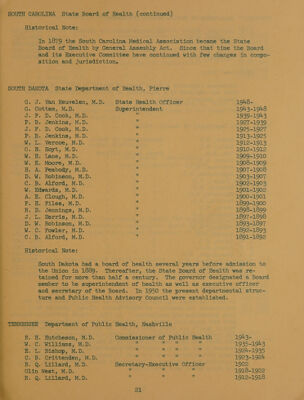 SOUTH CAROLINA State Board of Health (continued)
Historical Note:
In 1879 the South Carolina Medical Association became the State
Board of Health by General Assembly Act. Since that time the Board
and its Executive Committee have continued with few changes in compo-
sition and jurisdiction.
SOUTH DAKOTA State Department of Health, Pierre
G. J. Van Heuvelen, M.D. State Health Officer 1948-
G. Cottam, M.D. Superintendent 1943-1948
J. F. D. Cook, M.D. " 1939-1943
P. B. Jenkins, M.D. " 1927-1939
J. F. D. Cook, M.D. " 1925-1927
P. B. Jenkins, M.D. " 1913-1925
W. L. Vercoe, M.D. " 1912-1913
C. B. Hoyt, M.D. " 1910-1912
W. H. Lane, M.D. " 1909-1910
W. E. Moore, M.D. " 1908-1909
H. A. Peabody, M.D. " 1907-1908
D. W. Robinson, M.D. " 1903-1907
C. B. Alford, M.D. " 1902-1903
W. Edwards, M.D. " 1901-1902
A. E. Clough, M.D. " 1900-1901
F. H. Files, M.D. " 1899-1900
R. D. Jennings, M.D. " 1898-1899
J. L. Harris, M.D. " 1897-1898
D. W. Robinson, M.D. " 1893-1897
W. C. Fowler, M.D. " 1892-1893
C. B. Alford, M.D. " 1891-1892
Historical Note:
South Dakota had a board of health several years before admission to
the Union in 1889. Thereafter, the State Board of Health was re-
tained for more than half a century. The governor designated a Board
member to be superintendent of health as well as executive officer
and secretary of the Board. In 1950 the present departmental struc-
ture and Public Health Advisory Council were established.
TENNESSEE Department of Public Health, Nashville
R. H. Hutcheson, M.D. Commissioner of Public Health 1943-
W. C. Williams, M.D. " " " " 1935-1943
E. L. Bishop, M.D. " " " " 1924-1935
C. B. Crittenden, M.D. " " " " 1923-1924
R. Q. Lillard, M.D. Secretary-Executive Officer 1922
Olin West, M.D. " " " 1918-1922
R. Q. Lillard, M.D. " " " 1912-1918
81